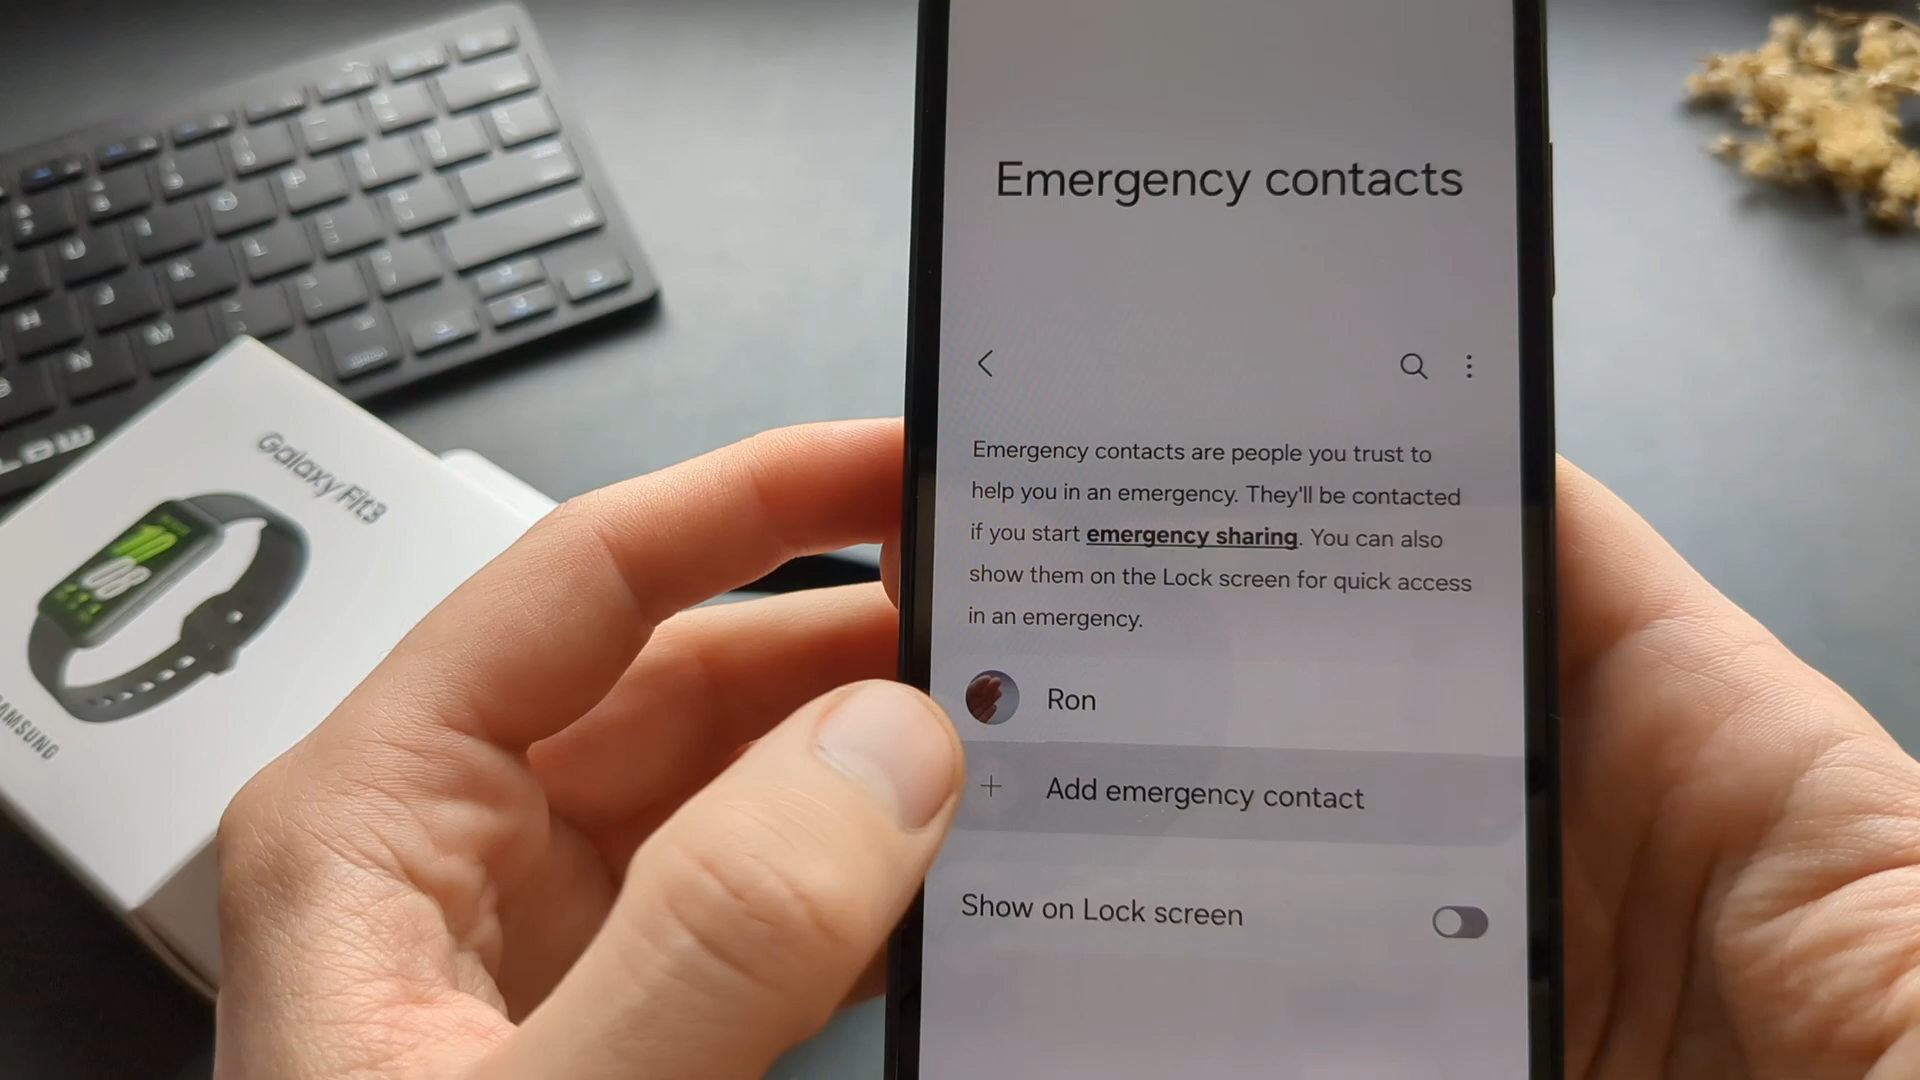 Emergency contacts
Emergency contacts are people you trust to
help you in an emergency. They'll be contacted
if you start emergency sharing. You can also
show them on the Lock screen for quick access
in an emergency.
Ron
Add emergency contact
Show on Lock screen
Galaxy Fit3
10
08
SAMSUNG